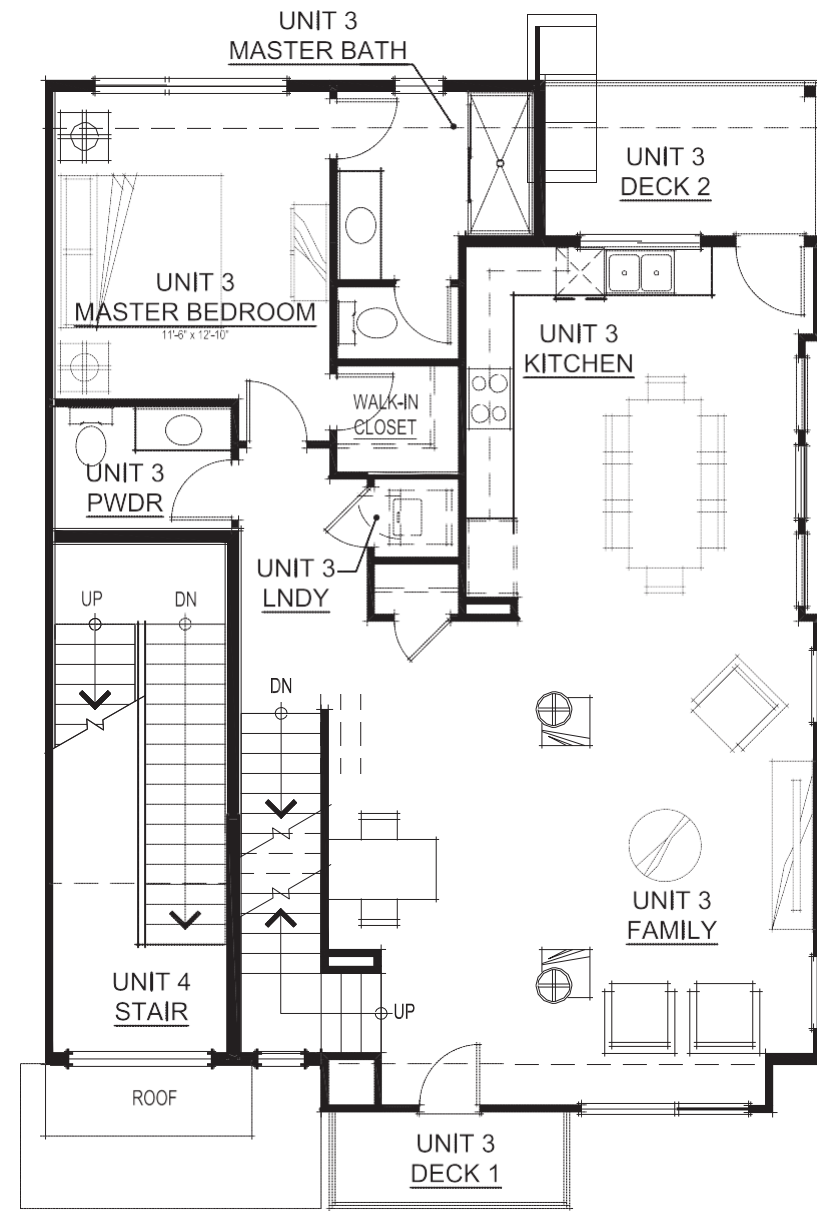 UNIT 3
MASTER BATH
UNIT 3
DECK 2
UNIT 3
MASTER BEDROOM
11'-6" x 12'-10"
UNIT 3
KITCHEN
WALK-IN
CLOSET
UNIT 3
PWDR
UNIT 3
LNDY
UP
DN
DN
UNIT 3
FAMILY
UNIT 4
STAIR
UP
ROOF
UNIT 3
DECK 1